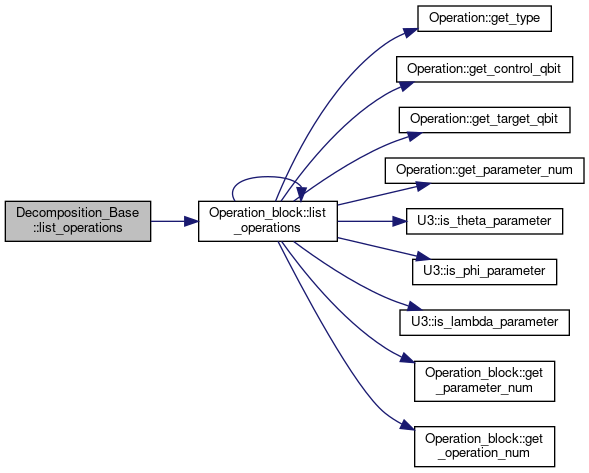 Decomposition_Base
::list_operations
Operation_block::list
_operations
Operation::get_type
Operation::get_control_qbit
Operation::get_target_qbit
Operation::get_parameter_num
U3::is_theta_parameter
U3::is_phi_parameter
U3::is_lambda_parameter
Operation_block::get
_parameter_num
Operation_block::get
_operation_num